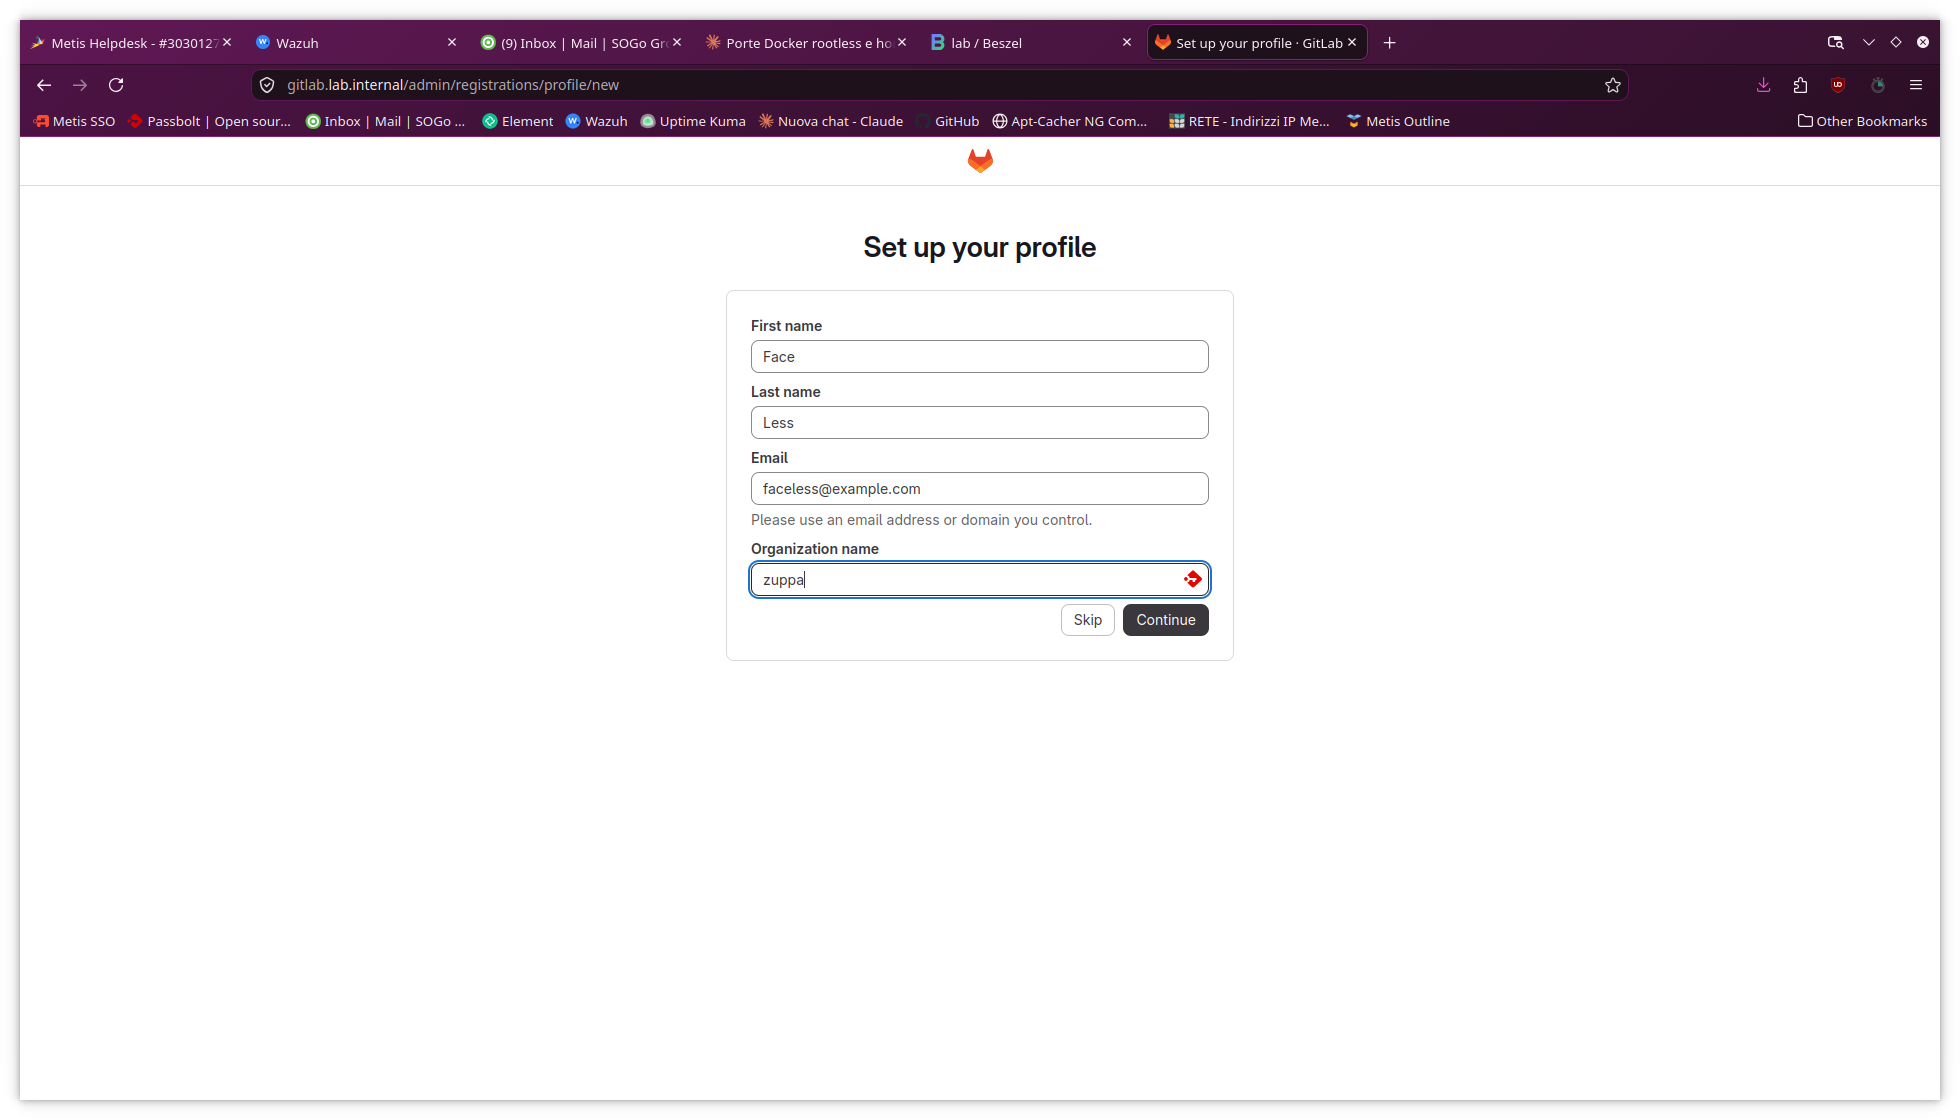 Metis Helpdesk - #3030127
Wazuh
(9) Inbox | Mail | SOGo Gr
Porte Docker rootless e ho
lab / Beszel
Set up your profile · GitLab
gitlab.lab.internal/admin/registrations/profile/new
Metis SSO
Passbolt | Open sour...
Inbox | Mail | SOGo ...
Element
Wazuh
Uptime Kuma
Nuova chat - Claude
GitHub
Apt-Cacher NG Com...
RETE - Indirizzi IP Me...
Metis Outline
Other Bookmarks
Set up your profile
First name
Face
Last name
Less
Email
faceless@example.com
Please use an email address or domain you control.
Organization name
zuppa
Skip
Continue